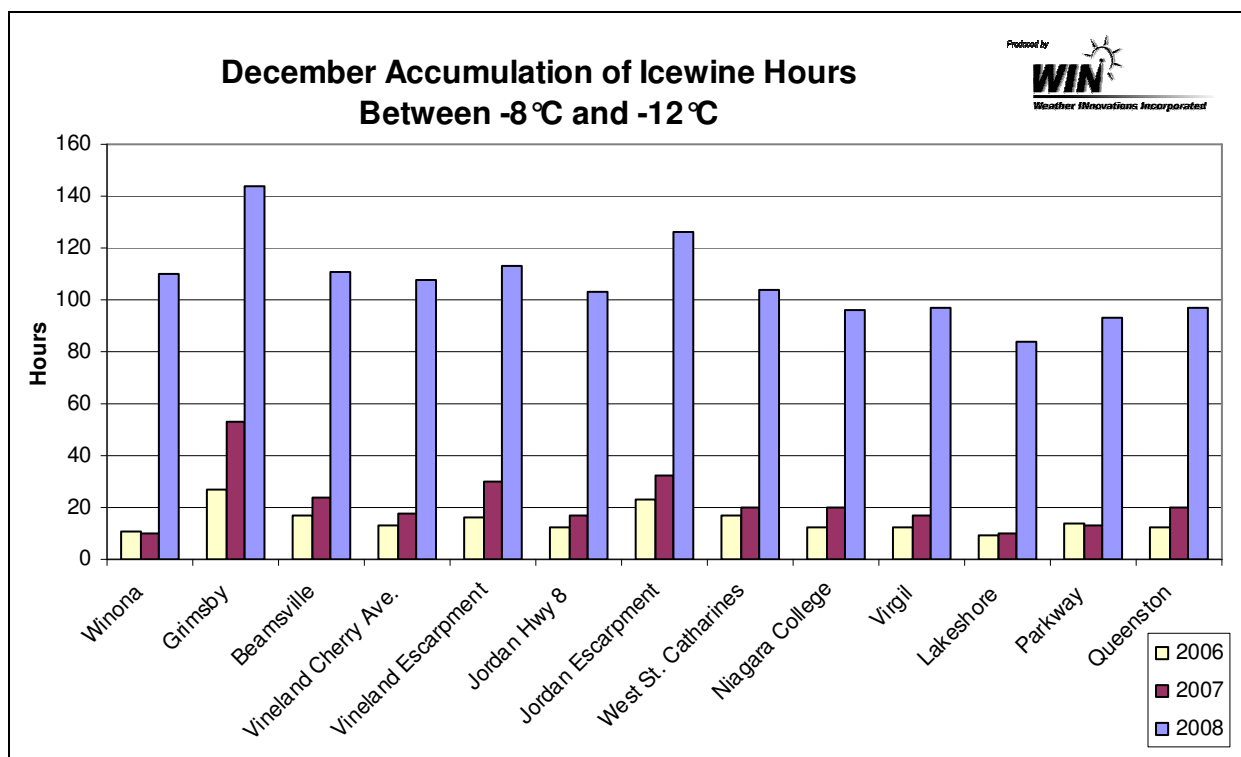 December Accumulation of Icewine Hours
Between -8°C and -12°C
Produced by
WIN
Weather INnovations Incorporated
160
140
120
100
80
60
40
20
0
Hours
Winona
Grimsby
Beamsville
Vineland Cherry Ave.
Vineland Escarpment
Jordan Hwy 8
Jordan Escarpment
West St. Catharines
Niagara College
Virgil
Lakeshore
Parkway
Queenston
2006
2007
2008